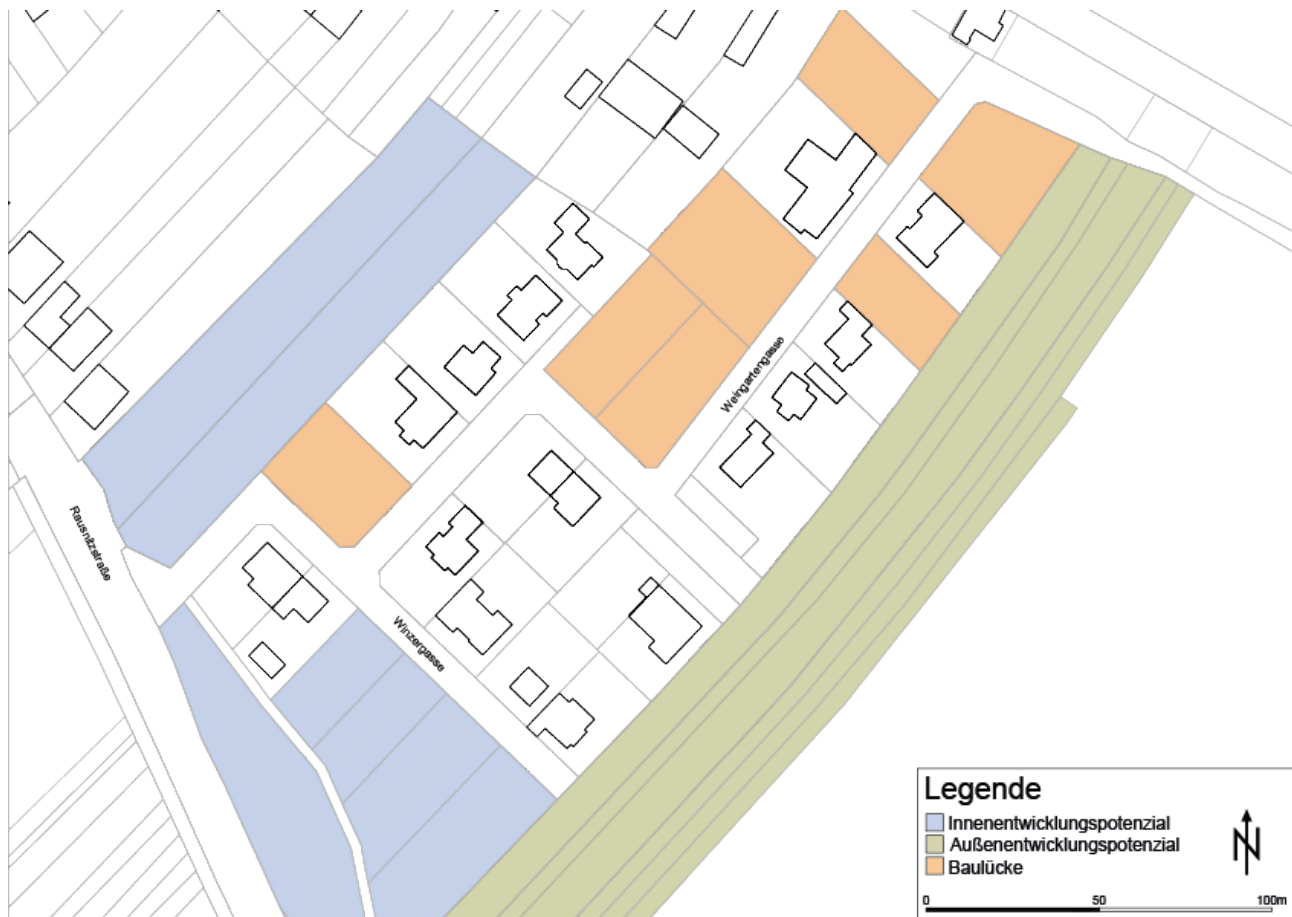 Weingartengasse
Rausnitzstraße
Winzergasse
Legende
Innenentwicklungspotenzial
Außenentwicklungspotenzial
Baulücke
N
0 50 100m